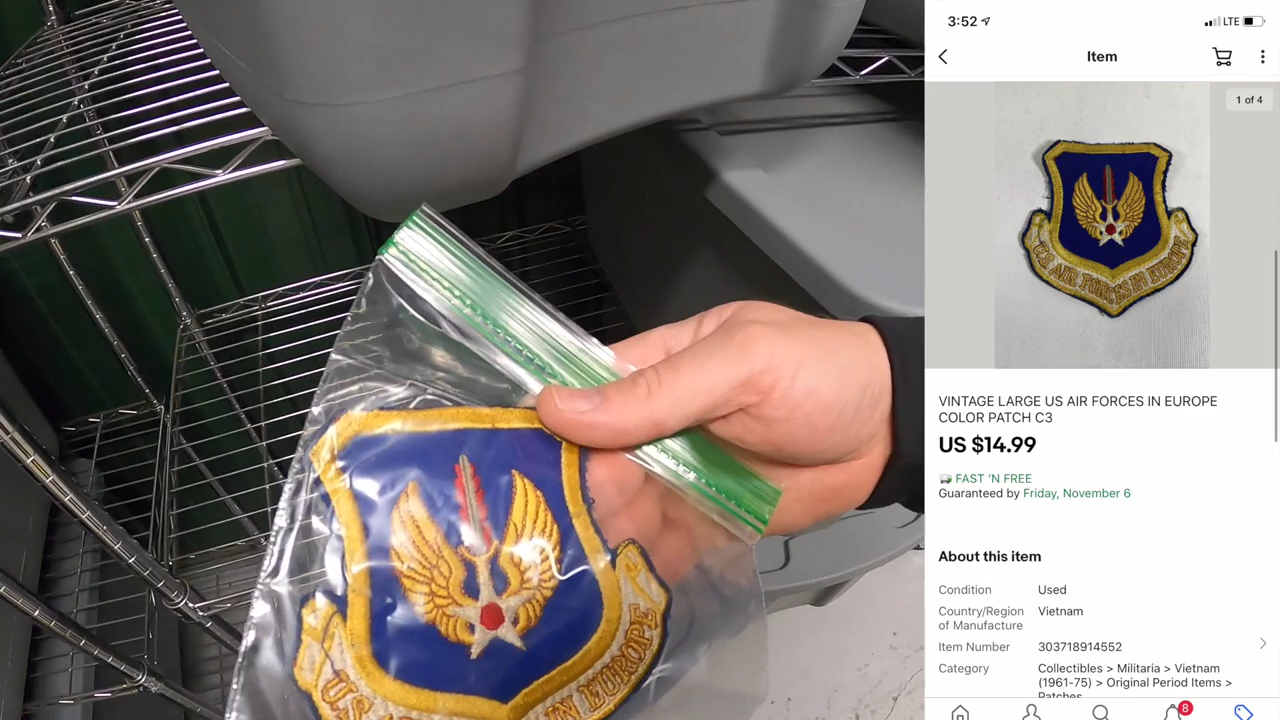 U.S. A
IN EUROPE
3:52
LTE
Item
1 of 4
U.S. AIR FORCES IN EUROPE
VINTAGE LARGE US AIR FORCES IN EUROPE
COLOR PATCH C3
US $14.99
FAST 'N FREE
Guaranteed by Friday, November 6
About this item
Condition Used
Country/Region Vietnam
of Manufacture
Item Number 303718914552
Category Collectibles > Militaria > Vietnam
(1961-75) > Original Period Items >
Patches
8